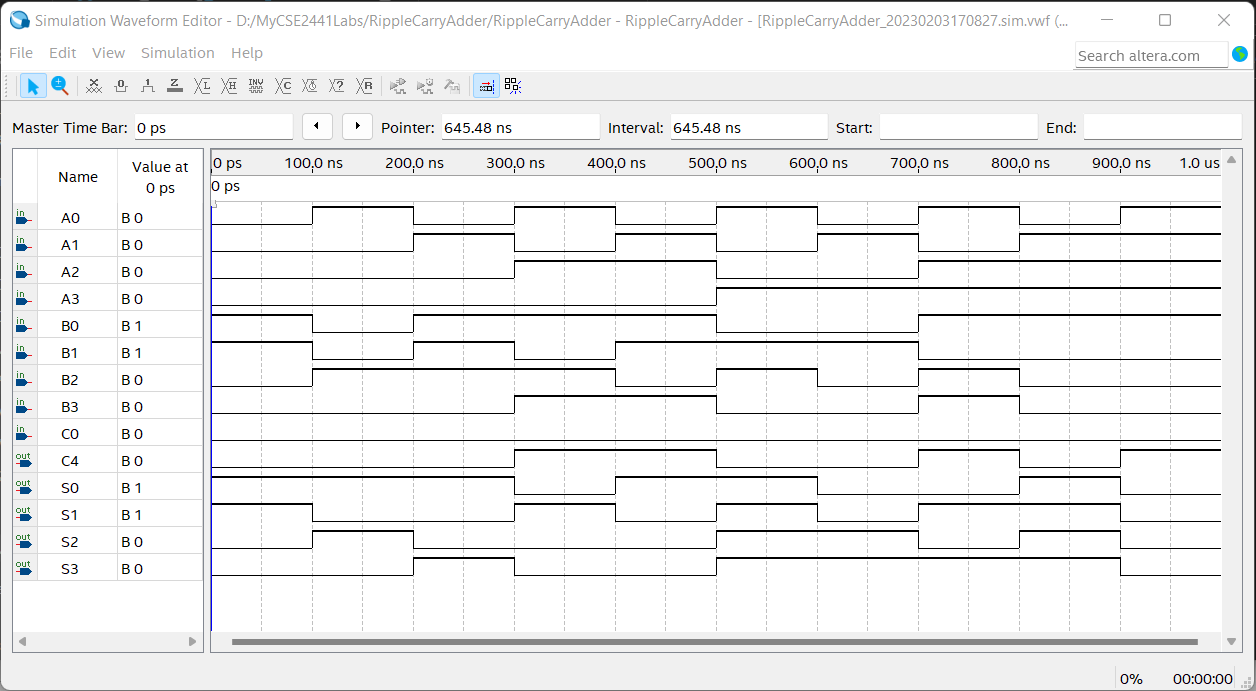 Simulation Waveform Editor - D:/MyCSE2441Labs/RippleCarryAdder/RippleCarryAdder - RippleCarryAdder - [RippleCarryAdder_20230203170827.sim.vwf (...
File Edit View Simulation Help
Search altera.com
Master Time Bar: 0 ps Pointer: 645.48 ns Interval: 645.48 ns Start: End:
Name Value at 0 ps
0 ps 100.0 ns 200.0 ns 300.0 ns 400.0 ns 500.0 ns 600.0 ns 700.0 ns 800.0 ns 900.0 ns 1.0 us
0 ps
in A0 B 0
in A1 B 0
in A2 B 0
in A3 B 0
in B0 B 1
in B1 B 1
in B2 B 0
in B3 B 0
in C0 B 0
out C4 B 0
out S0 B 1
out S1 B 1
out S2 B 0
out S3 B 0
0% 00:00:00